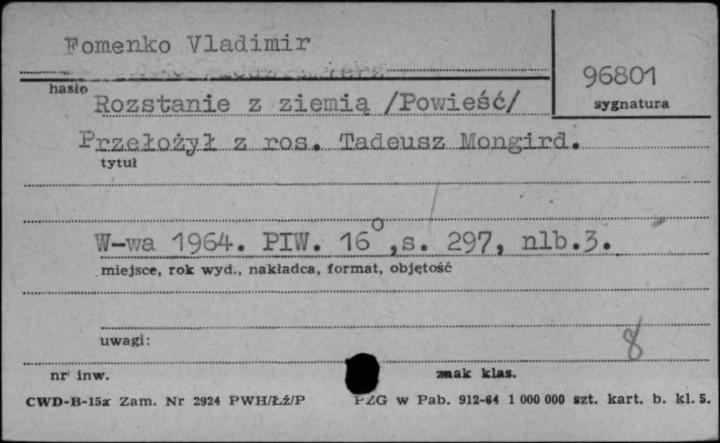 Fomenko Vladimir
96801
hasło
sygnatura
Rozstanie z ziemią /Powieść/
Przełożył z ros. Tadeusz Mongird.
tytuł
W-wa 1964. PIW. 16°,s. 297, nlb.3.
miejsce, rok wyd., nakładca, format, objętość
uwagi:
8
nr inw.
znak klas.
CWD-B-15x Zam. Nr 2924 PWH/Łź/P PZG w Pab. 912-64 1 000 000 szt. kart. b. kl. 5.